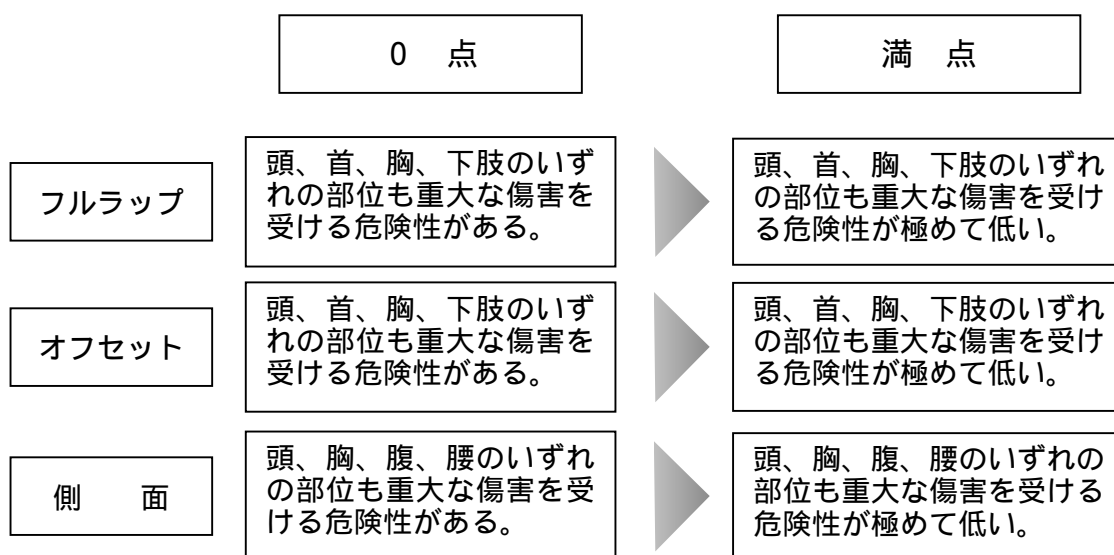 0 点
満 点
フルラップ
頭、首、胸、下肢のいず
れの部位も重大な傷害を
受ける危険性がある。
頭、首、胸、下肢のいずれ
の部位も重大な傷害を受け
る危険性が極めて低い。
オフセット
頭、首、胸、下肢のいず
れの部位も重大な傷害を
受ける危険性がある。
頭、首、胸、下肢のいずれ
の部位も重大な傷害を受け
る危険性が極めて低い。
側 面
頭、胸、腹、腰のいずれ
の部位も重大な傷害を受
ける危険性がある。
頭、胸、腹、腰のいずれの
部位も重大な傷害を受ける
危険性が極めて低い。